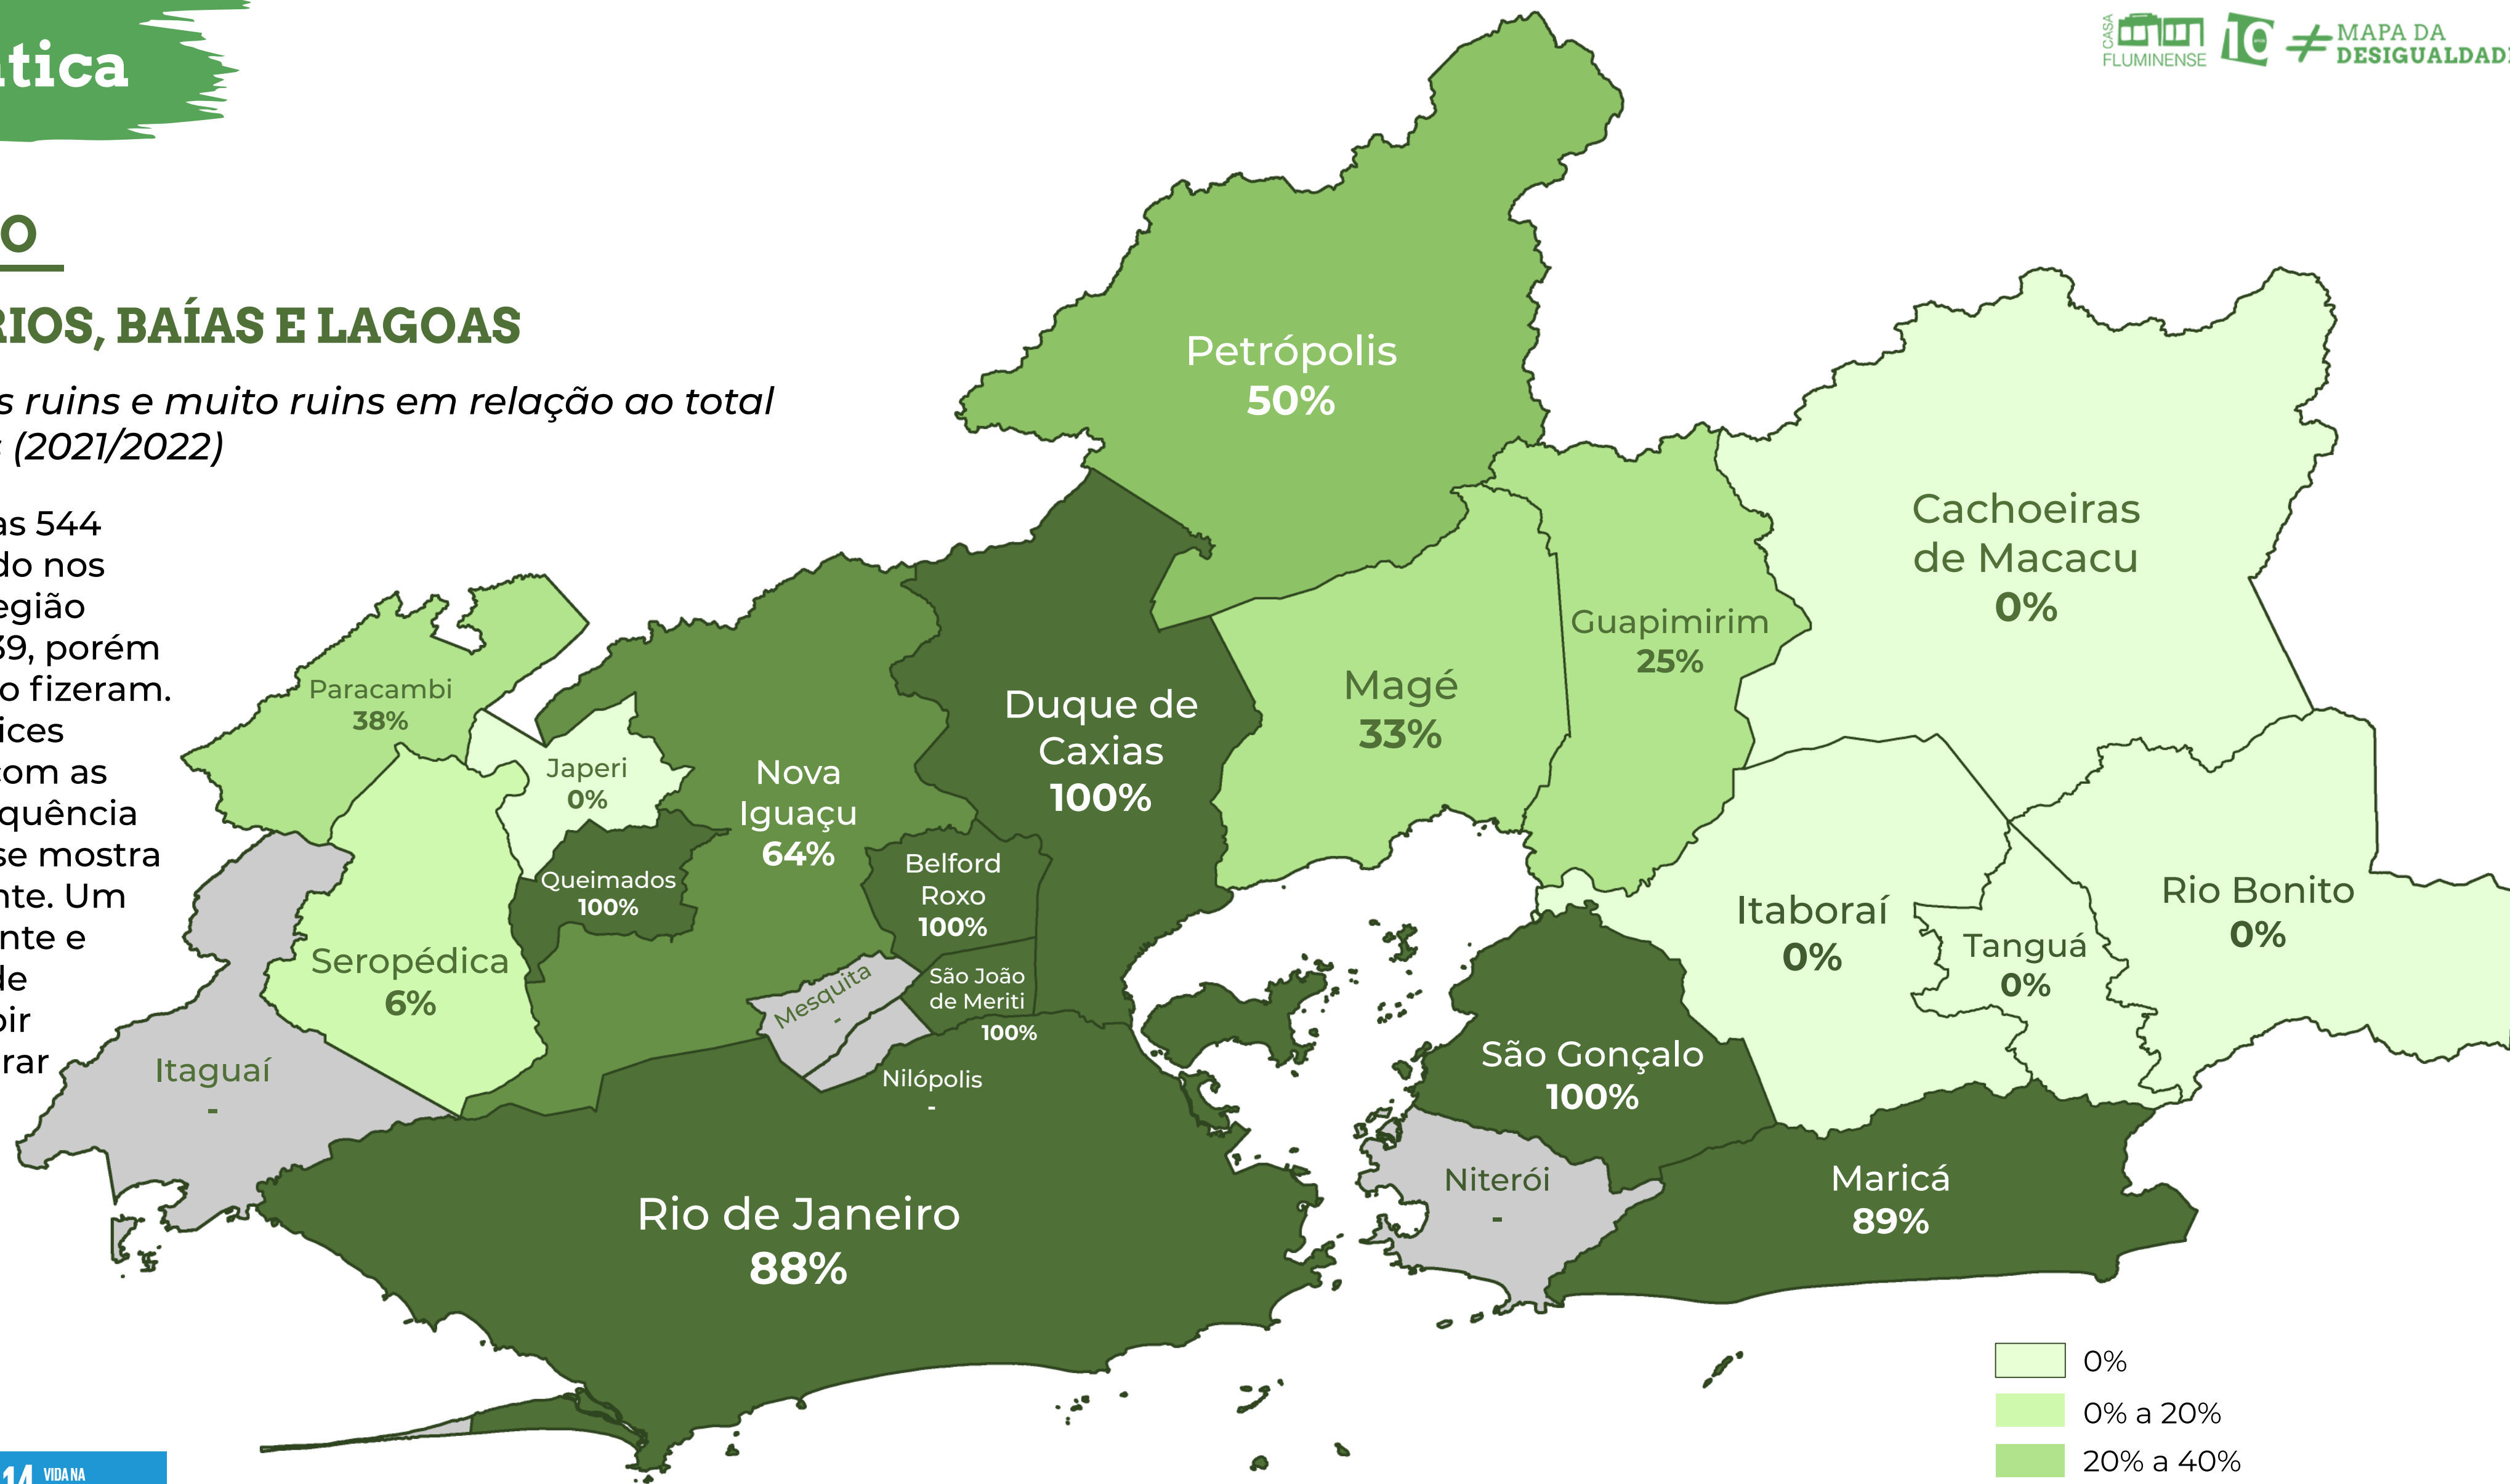 tica
CASA
FLUMINENSE
10
ANOS
≠
MAPA DA
DESIGUALDADE
O
RIOS, BAÍAS E LAGOAS
s ruins e muito ruins em relação ao total
s (2021/2022)
as 544
do nos
egião
39, porém
o fizeram.
ices
com as
quência
se mostra
nte. Um
nte e
de
oir
rar
Petrópolis
50%
Cachoeiras
de Macacu
0%
Guapimirim
25%
Magé
33%
Duque de
Caxias
100%
Paracambi
38%
Japeri
0%
Nova
Iguaçu
64%
Queimados
100%
Belford
Roxo
100%
Seropédica
6%
Mesquita
-
São João
de Meriti
100%
Nilópolis
-
Itaguaí
-
Rio de Janeiro
88%
Itaboraí
0%
Tanguá
0%
Rio Bonito
0%
São Gonçalo
100%
Niterói
-
Maricá
89%
0%
0% a 20%
20% a 40%
14 VIDA NA